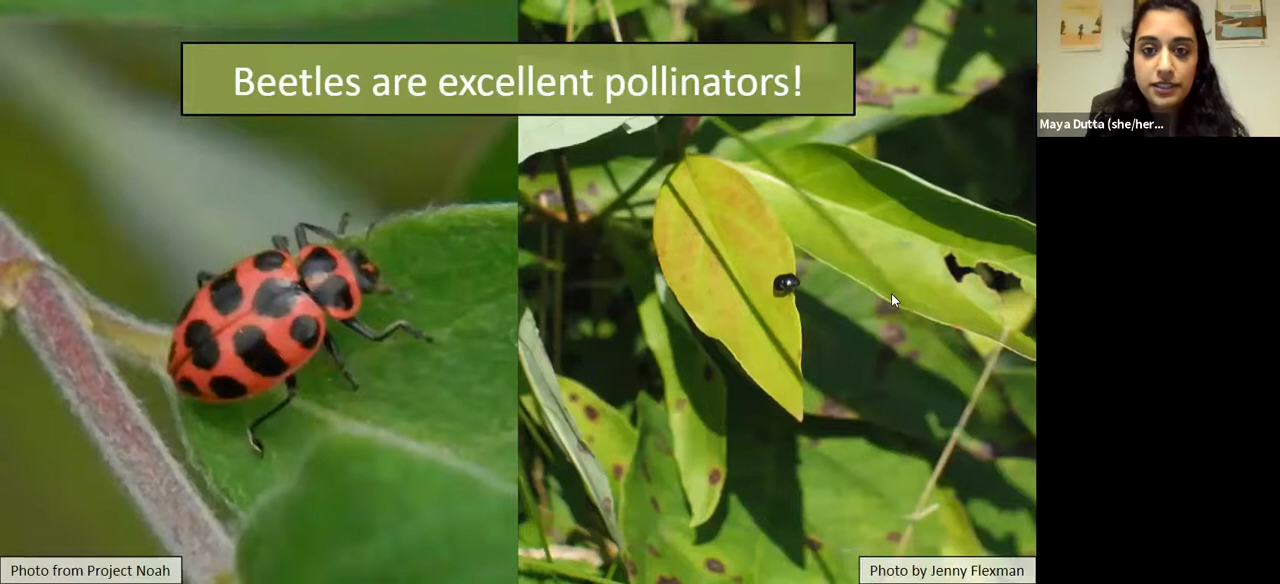 Beetles are excellent pollinators!
Maya Dutta (she/her...
Photo from Project Noah
Photo by Jenny Flexman